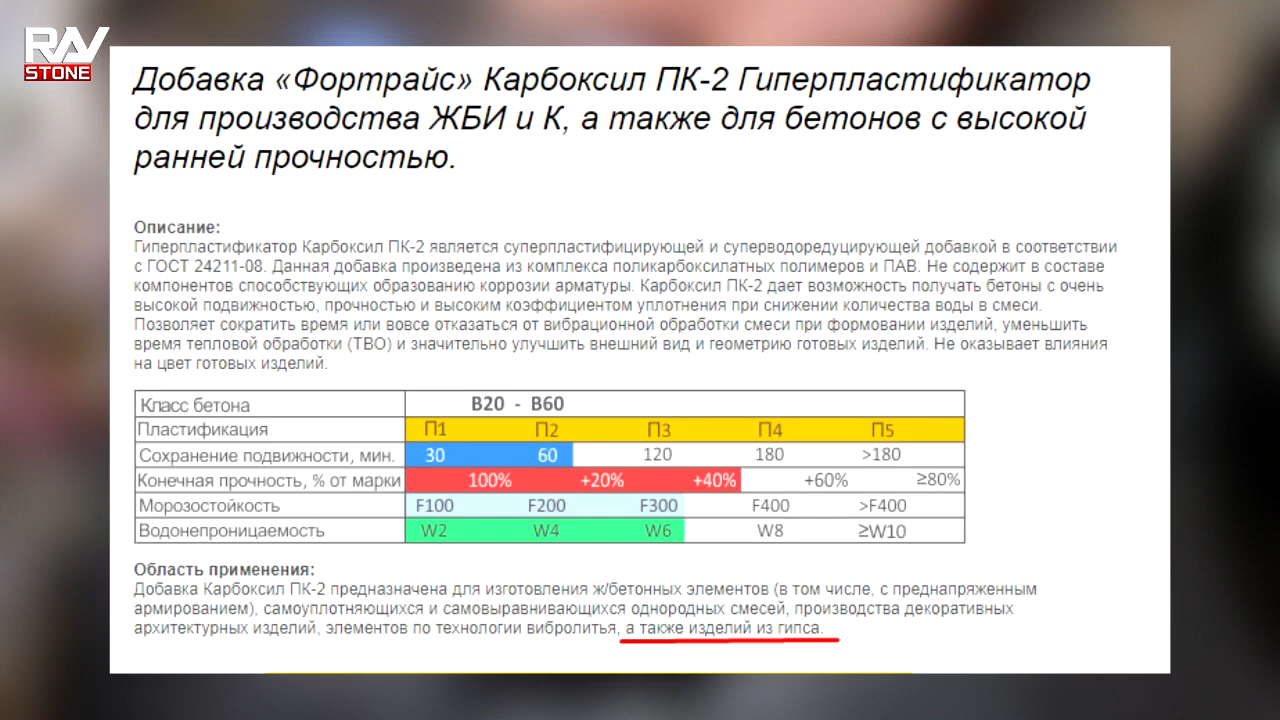 RAV
STONE
Добавка «Фортрайс» Карбоксил ПК-2 Гиперпластификатор
для производства ЖБИ и К, а также для бетонов с высокой
ранней прочностью.
Описание:
Гиперпластификатор Карбоксил ПК-2 является суперпластифицирующей и суперводоредуцирующей добавкой в соответствии
с ГОСТ 24211-08. Данная добавка произведена из комплекса поликарбоксилатных полимеров и ПАВ. Не содержит в составе
компонентов способствующих образованию коррозии арматуры. Карбоксил ПК-2 дает возможность получать бетоны с очень
высокой подвижностью, прочностью и высоким коэффициентом уплотнения при снижении количества воды в смеси.
Позволяет сократить время или вовсе отказаться от вибрационной обработки смеси при формовании изделий, уменьшить
время тепловой обработки (ТВО) и значительно улучшить внешний вид и геометрию готовых изделий. Не оказывает влияния
на цвет готовых изделий.
Класс бетона В20 - В60
Пластификация П1 П2 П3 П4 П5
Сохранение подвижности, мин. 30 60 120 180 >180
Конечная прочность, % от марки 100% +20% +40% +60% ≥80%
Морозостойкость F100 F200 F300 F400 >F400
Водонепроницаемость W2 W4 W6 W8 ≥W10
Область применения:
Добавка Карбоксил ПК-2 предназначена для изготовления ж/бетонных элементов (в том числе, с преднапряженным
армированием), самоуплотняющихся и самовыравнивающихся однородных смесей, производства декоративных
архитектурных изделий, элементов по технологии вибролитья, а также изделий из гипса.